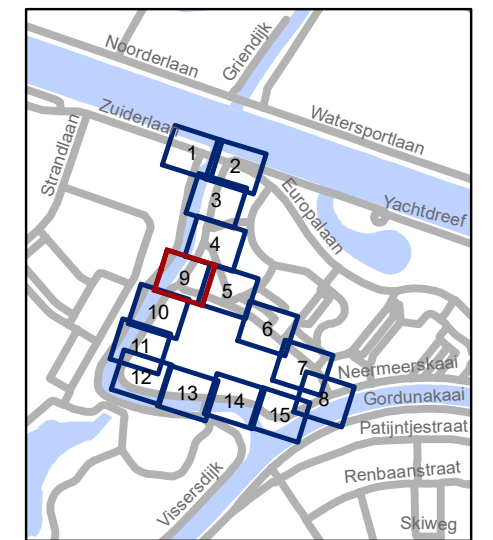 Noorderlaan
Griendijk
Watersportlaan
Zuiderlaan
Strandlaan
1
2
3
Europalaan
Yachtdreef
4
9
5
10
6
11
7
Neermeerskaai
12
13
14
8
Gordunakaai
15
Patijntjestraat
Renbaanstraat
Vissersdijk
Skiweg